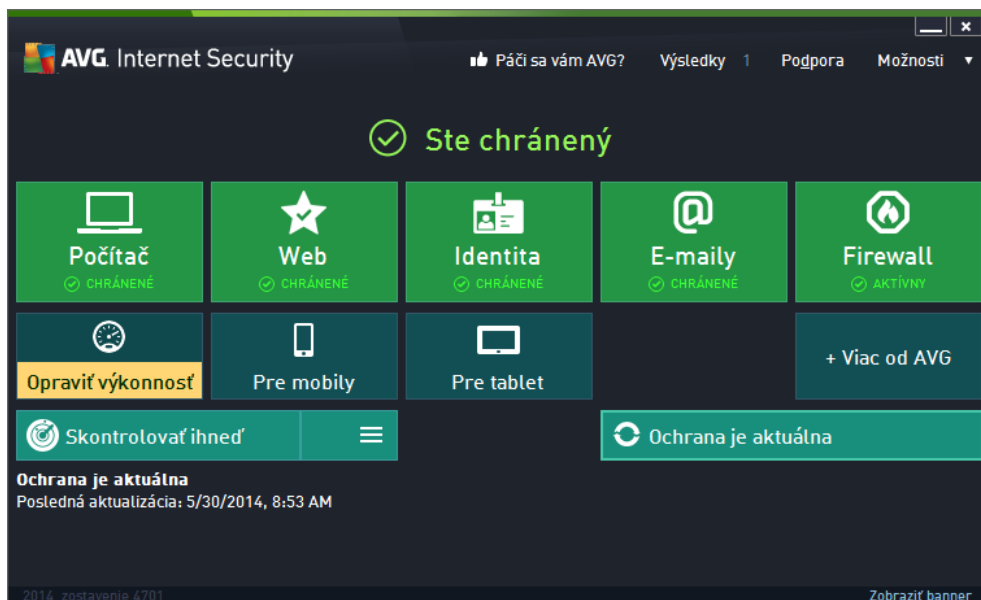 AVG. Internet Security
Páči sa vám AVG? Výsledky 1 Podpora Možnosti
Ste chránený
Počítač Web Identita E-maily Firewall
CHRÁNENÉ CHRÁNENÉ CHRÁNENÉ CHRÁNENÉ AKTÍVNY
Opraviť výkonnosť Pre mobily Pre tablet + Viac od AVG
Skontrolovať ihneď Ochrana je aktuálna
Ochrana je aktuálna
Posledná aktualizácia: 5/30/2014, 8:53 AM
2014 zostavenie 4701 Zobraziť banner